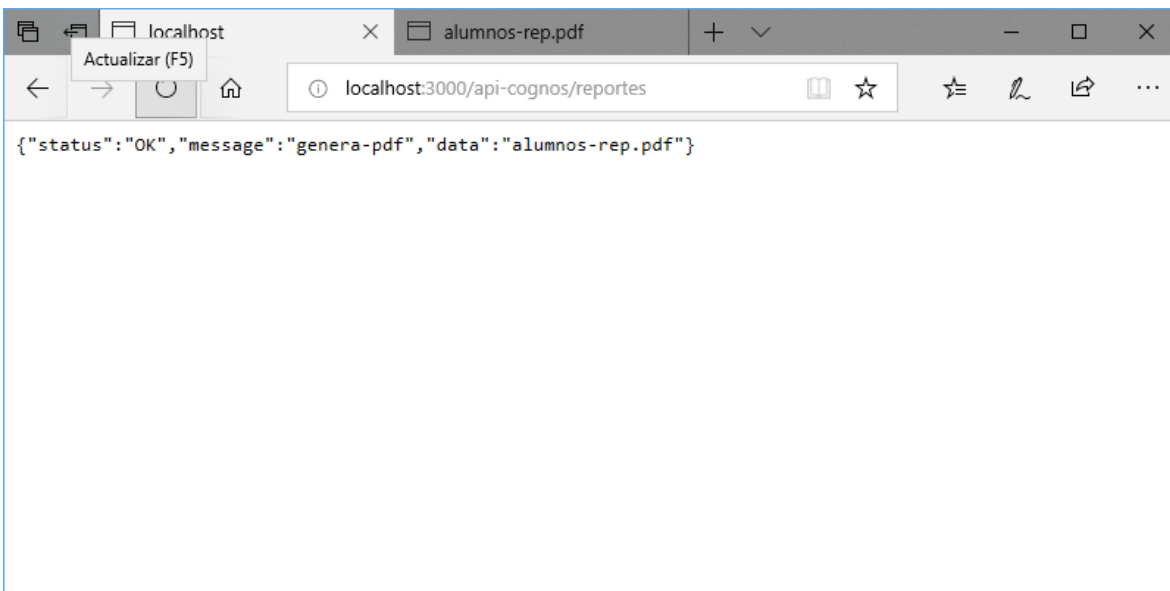 localhost
alumnos-rep.pdf
Actualizar (F5)
localhost:3000/api-cognos/reportes
{"status":"OK","message":"genera-pdf","data":"alumnos-rep.pdf"}